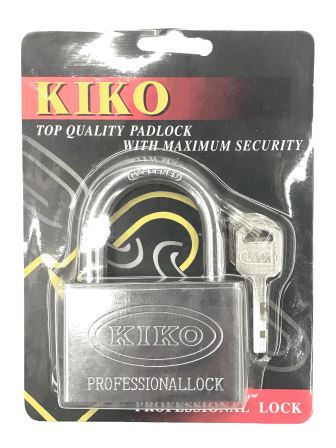 KIKO
TOP QUALITY PADLOCK
WITH MAXIMUM SECURITY
HARDENED
KIKO
PROFESSIONALLOCK
PROFESSIONAL LOCK